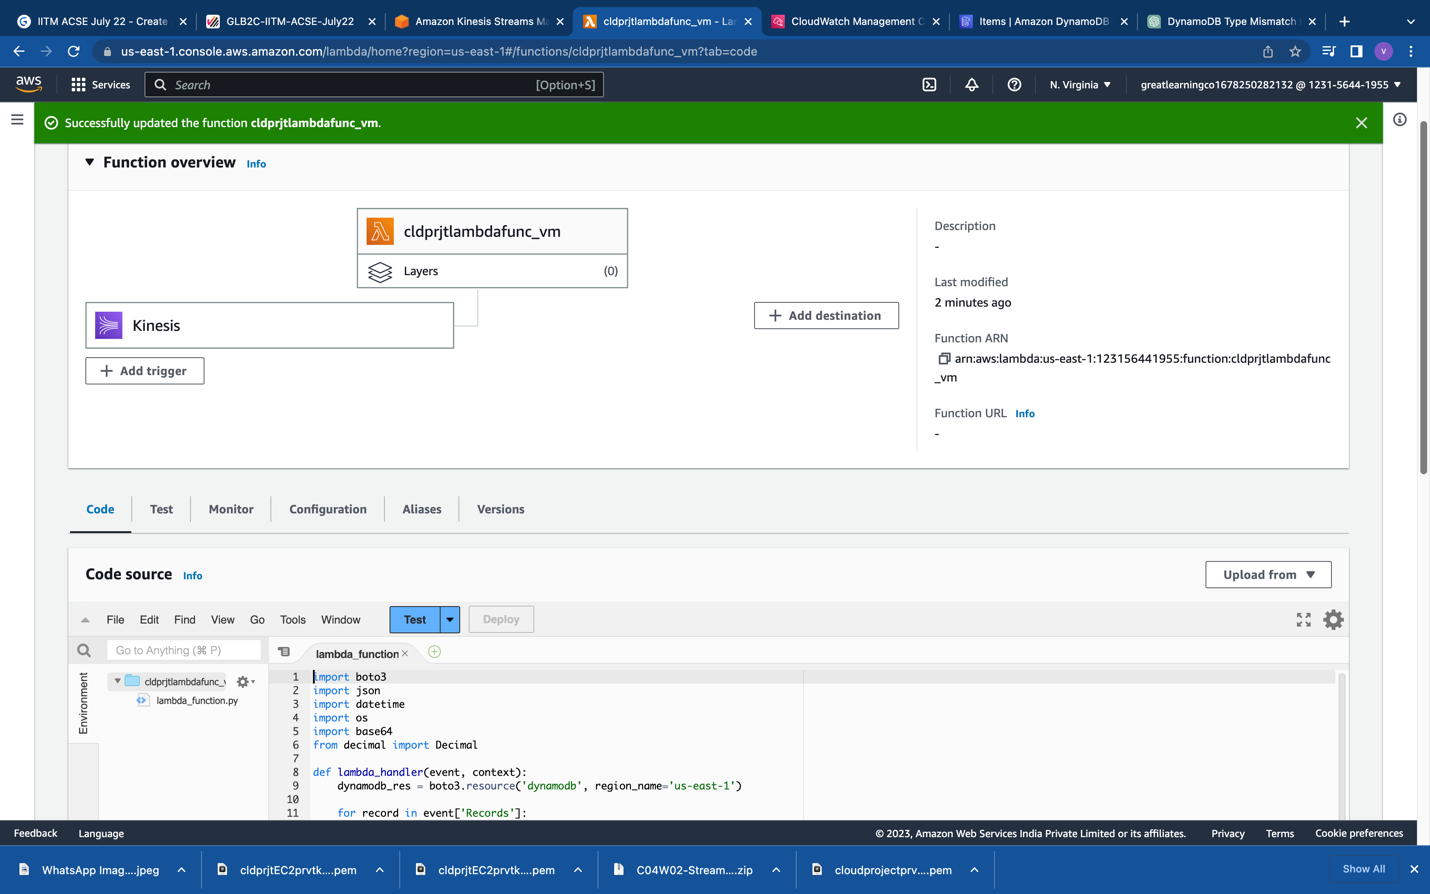 IITM ACSE July 22 - Create
GLB2C-IITM-ACSE-July22
Amazon Kinesis Streams Ma
cldprjtlambdafunc_vm - La
CloudWatch Management C
Items | Amazon DynamoDB
DynamoDB Type Mismatch
us-east-1.console.aws.amazon.com/lambda/home?region=us-east-1#/functions/cldprjtlambdafunc_vm?tab=code
V
aws
Services
Search
[Option+S]
N. Virginia
greatlearningco1678250282132 @ 1231-5644-1955
Successfully updated the function cldprjtlambdafunc_vm.
Function overview Info
cldprjtlambdafunc_vm
Layers (0)
Kinesis
Add trigger
Add destination
Description
-
Last modified
2 minutes ago
Function ARN
arn:aws:lambda:us-east-1:123156441955:function:cldprjtlambdafunc
_vm
Function URL Info
-
Code Test Monitor Configuration Aliases Versions
Code source Info
Upload from
File Edit Find View Go Tools Window Test Deploy
Go to Anything (⌘ P)
lambda_function
Environment
cldprjtlambdafunc_v
lambda_function.py
1 import boto3
2 import json
3 import datetime
4 import os
5 import base64
6 from decimal import Decimal
7
8 def lambda_handler(event, context):
9 dynamodb_res = boto3.resource('dynamodb', region_name='us-east-1')
10
11 for record in event['Records']:
Feedback Language
© 2023, Amazon Web Services India Private Limited or its affiliates. Privacy Terms Cookie preferences
WhatsApp Imag....jpeg
cldprjtEC2prvtk....pem
cldprjtEC2prvtk....pem
C04W02-Stream....zip
cloudprojectprv....pem
Show All